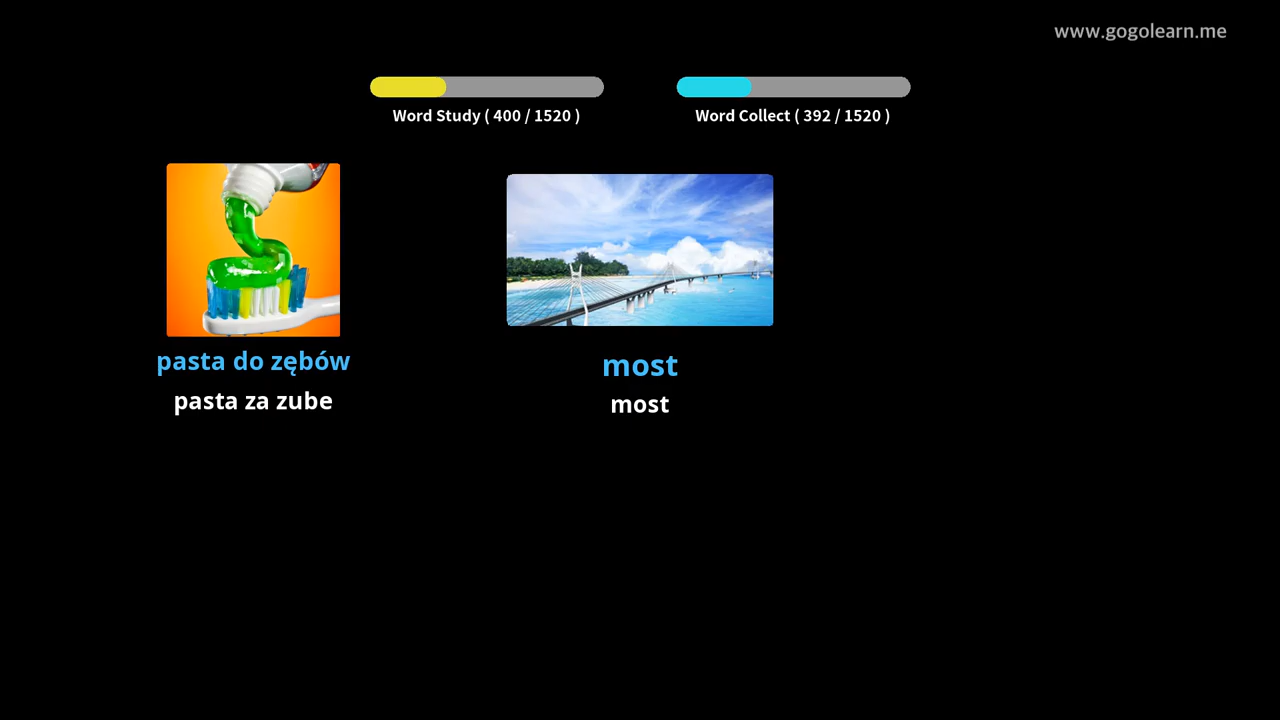 www.gogolearn.me
Word Study ( 400 / 1520 )
Word Collect ( 392 / 1520 )
pasta do zębów
pasta za zube
most
most